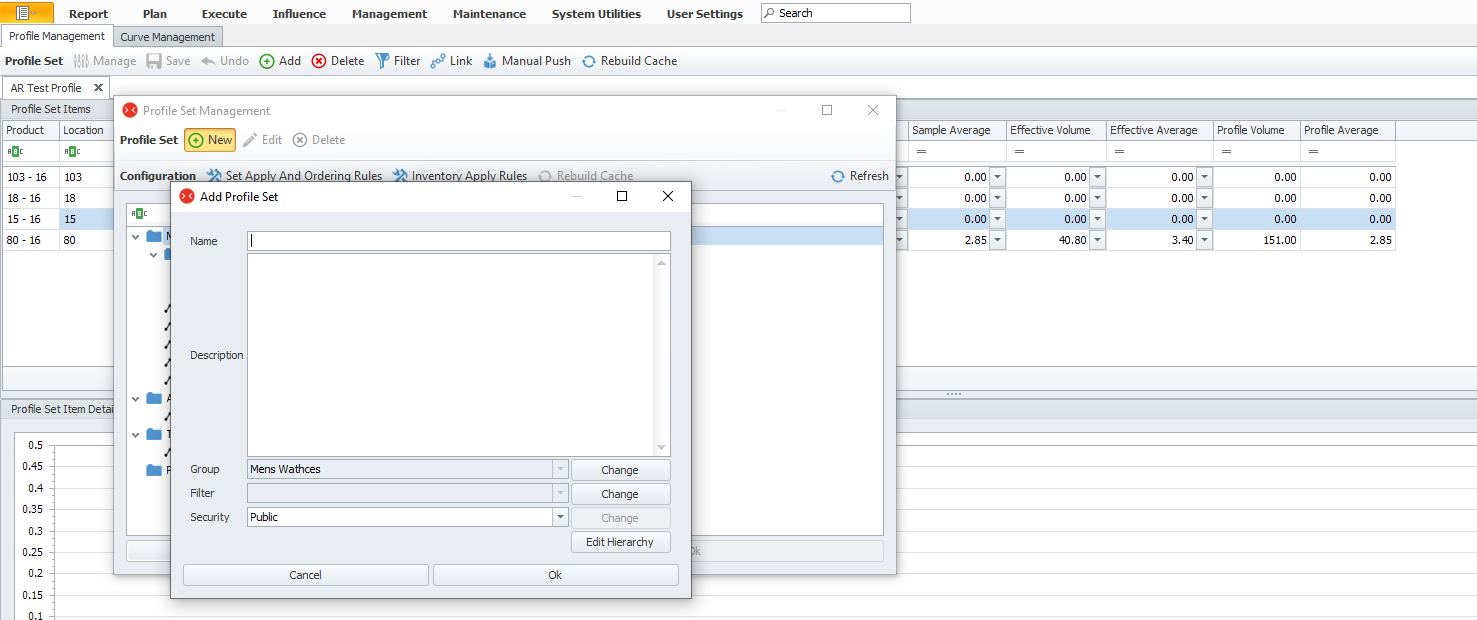 Report Plan Execute Influence Management Maintenance System Utilities User Settings Search
Profile Management Curve Management
Profile Set Manage Save Undo Add Delete Filter Link Manual Push Rebuild Cache
AR Test Profile
Profile Set Items
Profile Set Management
Product Location Sample Average Effective Volume Effective Average Profile Volume Profile Average
Profile Set New Edit Delete
ABC ABC = = = = =
Configuration Set Apply And Ordering Rules Inventory Apply Rules Rebuild Cache Refresh
103 - 16 103 0.00 0.00 0.00 0.00 0.00
18 - 16 18 0.00 0.00 0.00 0.00 0.00
15 - 16 15 0.00 0.00 0.00 0.00 0.00
80 - 16 80 2.85 40.80 3.40 151.00 2.85
ABC
Add Profile Set
Name
Description
Group Mens Wathces Change
Filter Change
Security Public Change
Edit Hierarchy
Cancel Ok
Profile Set Item Detai
0.5
0.45
0.4
0.35
0.3
0.25
0.2
0.15
0.1